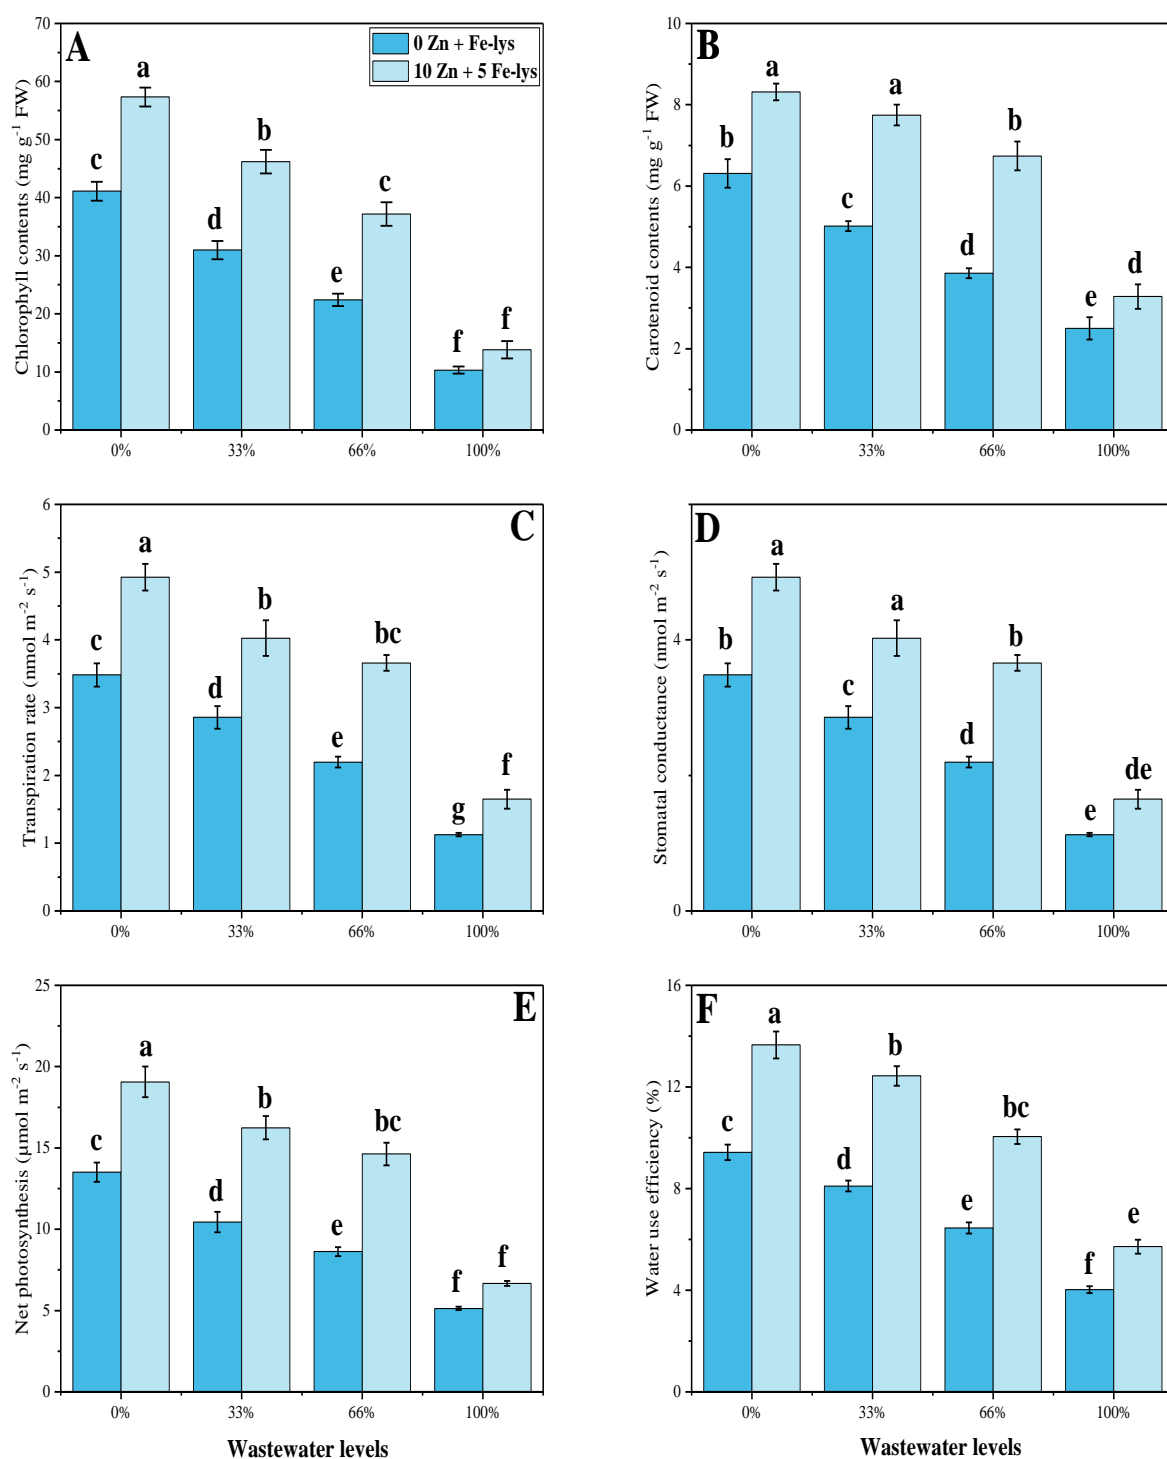 A
0 Zn + Fe-lys
10 Zn + 5 Fe-lys
Chlorophyll contents (mg g⁻¹ FW)
70
60
50
40
30
20
10
0
c
a
d
b
e
c
f
f
0%
33%
66%
100%
B
Carotenoid contents (mg g⁻¹ FW)
10
8
6
4
2
0
b
a
c
a
d
b
e
d
0%
33%
66%
100%
C
Transpiration rate (nmol m⁻² s⁻¹)
6
5
4
3
2
1
0
c
a
d
b
e
bc
g
f
0%
33%
66%
100%
D
Stomatal conductance (nmol m⁻² s⁻¹)
4
2
0
b
a
c
a
d
b
e
de
0%
33%
66%
100%
E
Net photosynthesis (µmol m⁻² s⁻¹)
25
20
15
10
5
0
c
a
d
b
e
bc
f
f
0%
33%
66%
100%
Wastewater levels
F
Water use efficiency (%)
16
12
8
4
0
c
a
d
b
e
bc
f
e
0%
33%
66%
100%
Wastewater levels